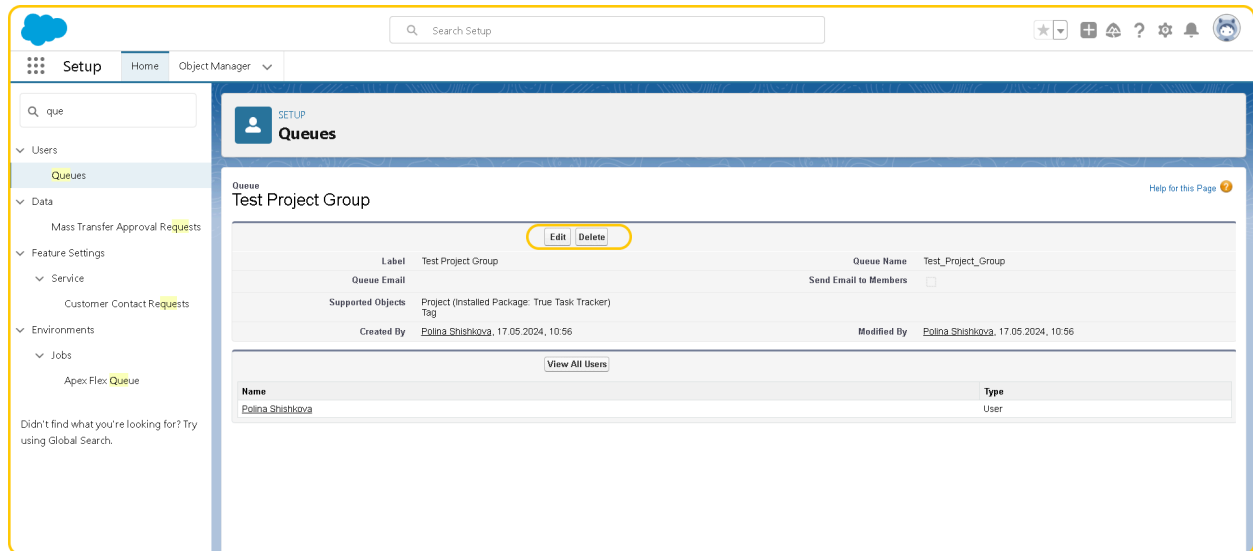 Search Setup
Setup Home Object Manager
que
Users
Queues
Data
Mass Transfer Approval Requests
Feature Settings
Service
Customer Contact Requests
Environments
Jobs
Apex Flex Queue
Didn't find what you're looking for? Try
using Global Search.
SETUP
Queues
Queue
Test Project Group
Help for this Page ?
Edit Delete
Label Test Project Group Queue Name Test_Project_Group
Queue Email Send Email to Members
Supported Objects Project (Installed Package: True Task Tracker)
Tag
Created By Polina Shishkova, 17.05.2024, 10:56 Modified By Polina Shishkova, 17.05.2024, 10:56
View All Users
Name Type
Polina Shishkova User